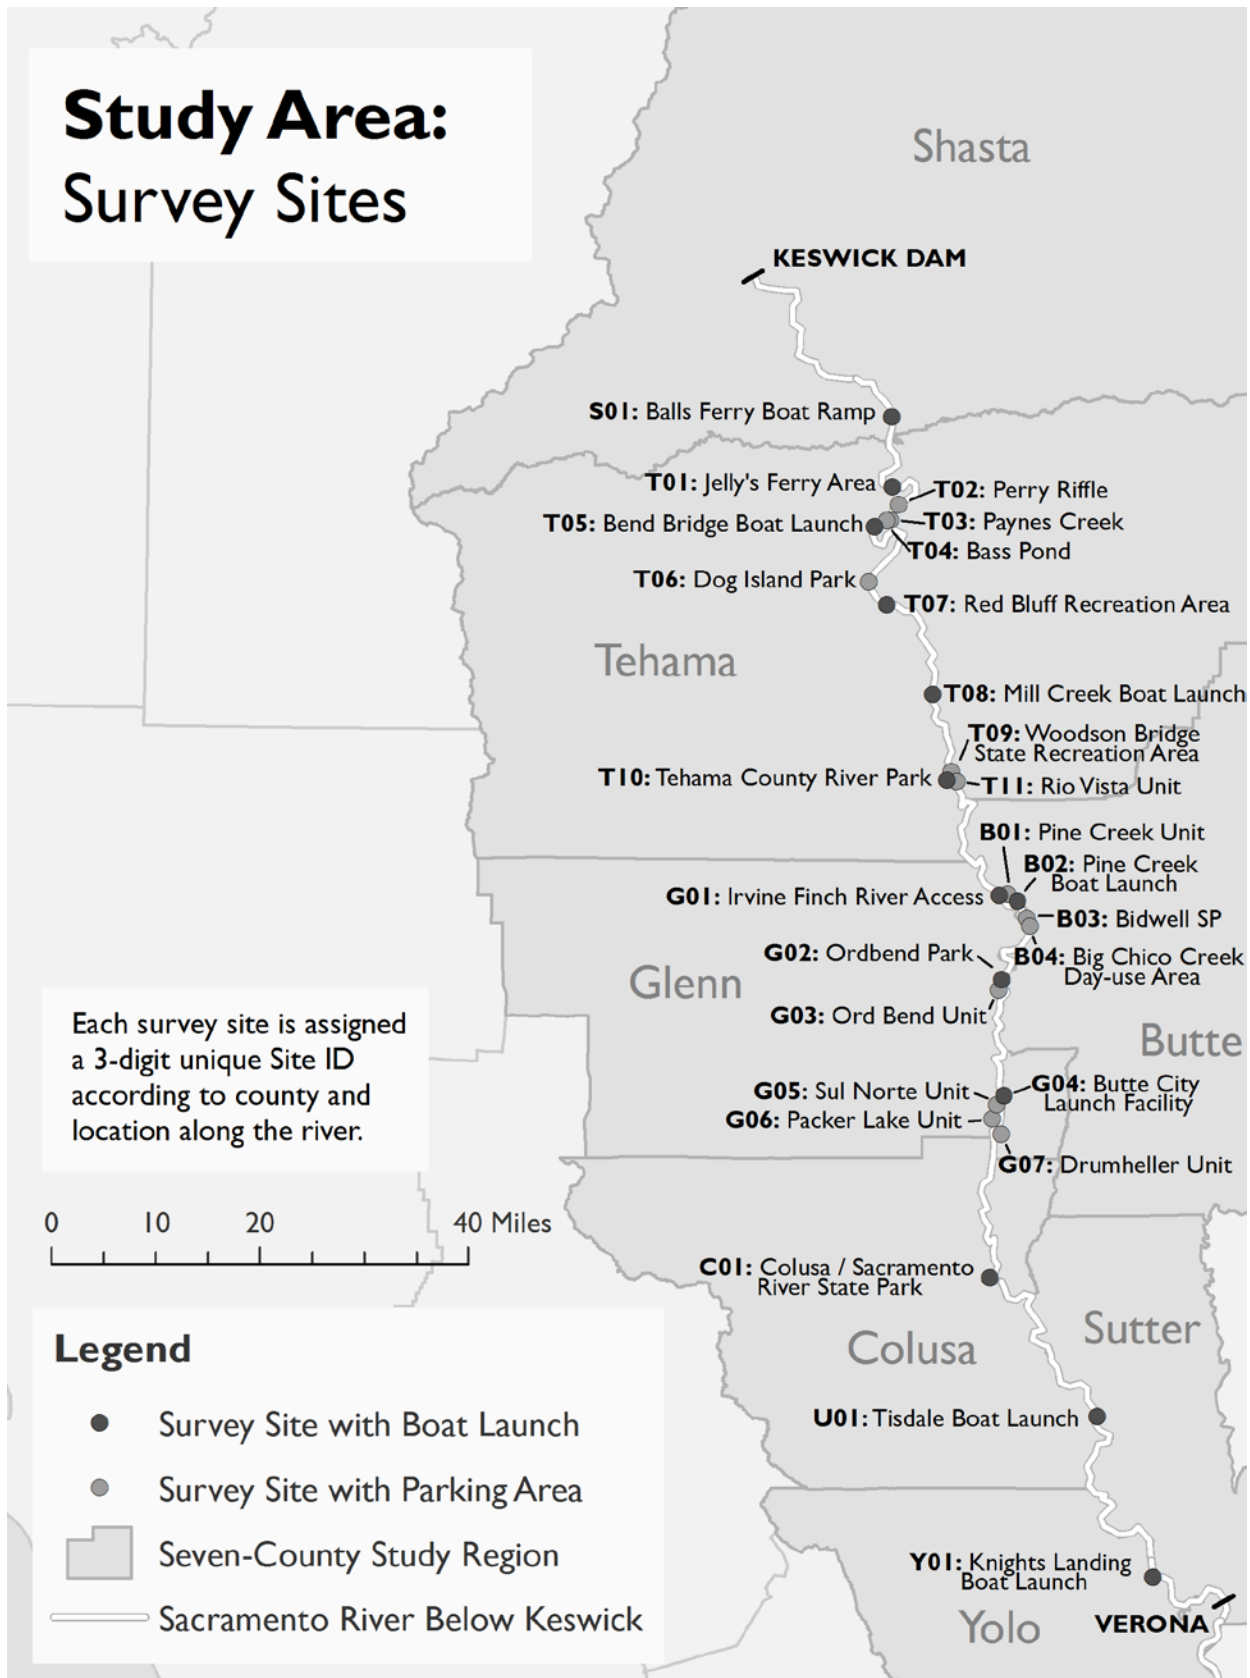 Study Area:
Survey Sites
Shasta
KESWICK DAM
S01: Balls Ferry Boat Ramp
T01: Jelly's Ferry Area
T02: Perry Riffle
T03: Paynes Creek
T05: Bend Bridge Boat Launch
T04: Bass Pond
T06: Dog Island Park
T07: Red Bluff Recreation Area
Tehama
T08: Mill Creek Boat Launch
T09: Woodson Bridge
State Recreation Area
T10: Tehama County River Park
T11: Rio Vista Unit
B01: Pine Creek Unit
B02: Pine Creek
Boat Launch
G01: Irvine Finch River Access
B03: Bidwell SP
G02: Ordbend Park
B04: Big Chico Creek
Day-use Area
Glenn
G03: Ord Bend Unit
Butte
Each survey site is assigned
a 3-digit unique Site ID
according to county and
location along the river.
G05: Sul Norte Unit
G04: Butte City
Launch Facility
G06: Packer Lake Unit
G07: Drumheller Unit
0 10 20 40 Miles
C01: Colusa / Sacramento
River State Park
Sutter
Colusa
U01: Tisdale Boat Launch
Y01: Knights Landing
Boat Launch
VERONA
Yolo
Legend
Survey Site with Boat Launch
Survey Site with Parking Area
Seven-County Study Region
Sacramento River Below Keswick